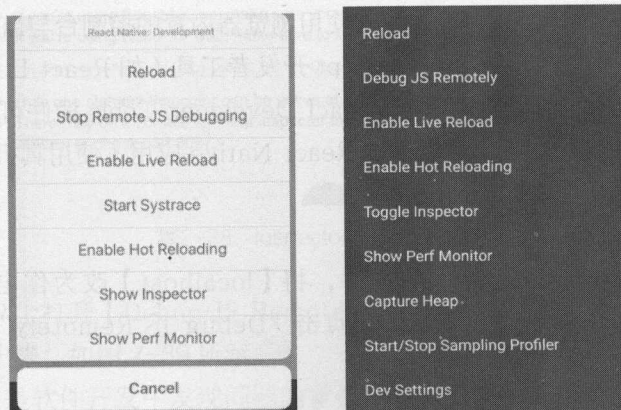 React Native: Development
Reload
Stop Remote JS Debugging
Enable Live Reload
Start Systrace
Enable Hot Reloading
Show Inspector
Show Perf Monitor
Cancel
Reload
Debug JS Remotely
Enable Live Reload
Enable Hot Reloading
Toggle Inspector
Show Perf Monitor
Capture Heap
Start/Stop Sampling Profiler
Dev Settings